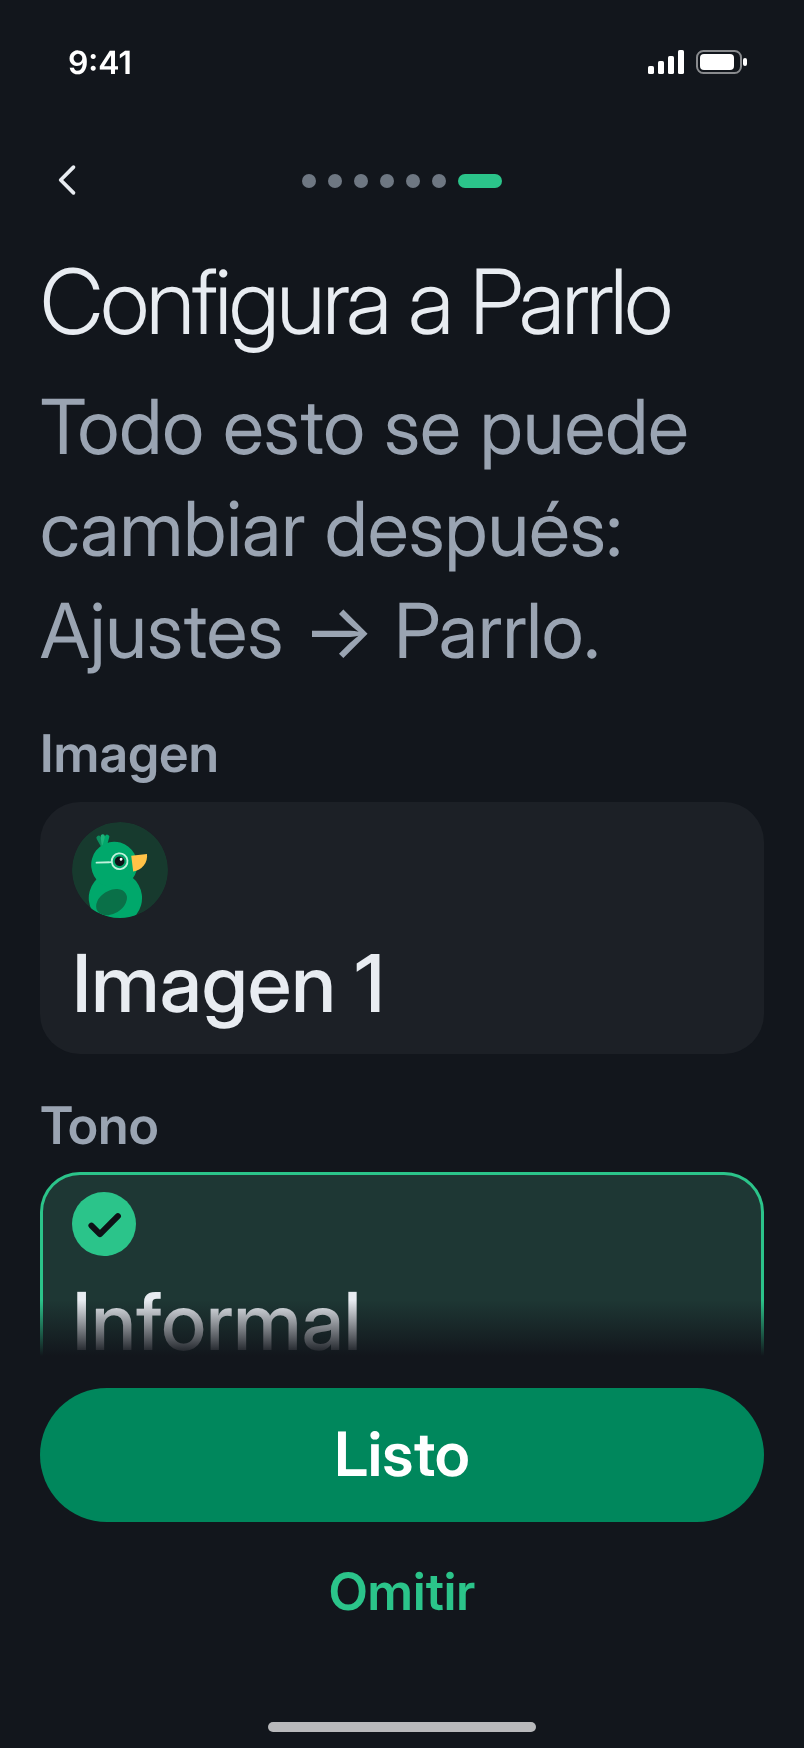 9:41
Configura a Parrlo
Todo esto se puede
cambiar después:
Ajustes → Parrlo.
Imagen
Imagen 1
Tono
Informal
Listo
Omitir